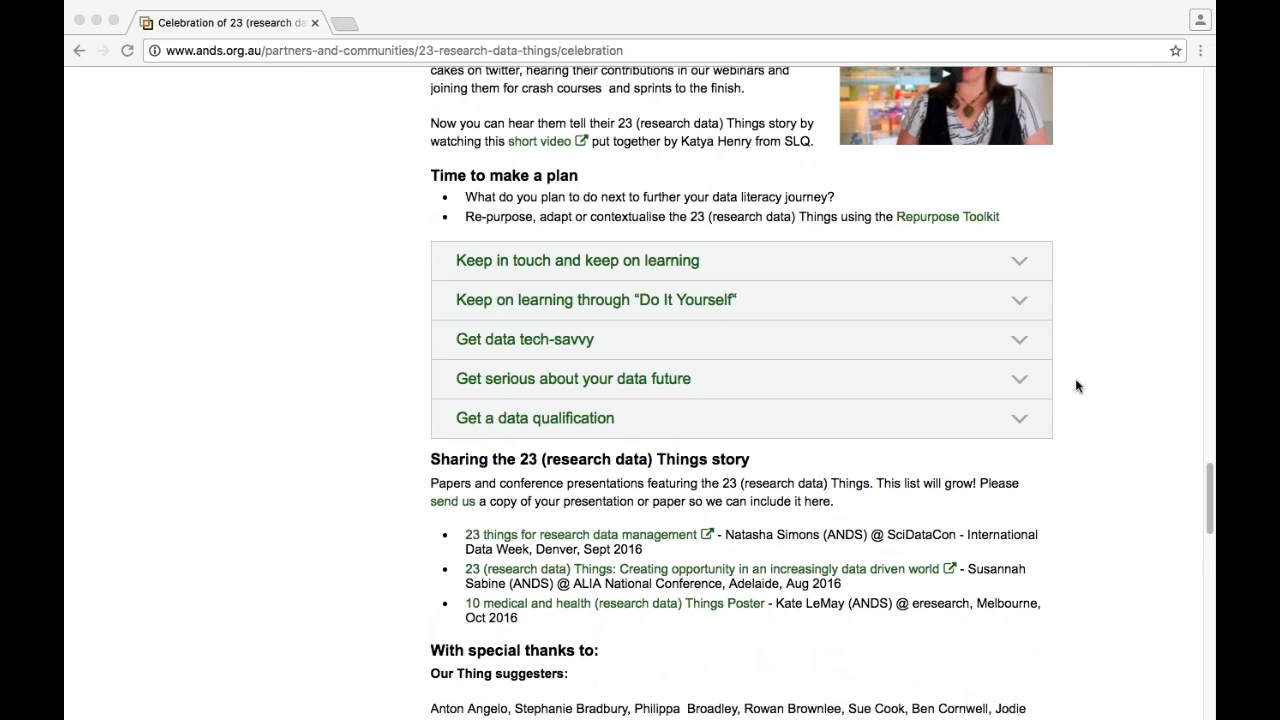 Celebration of 23 (research da
www.ands.org.au/partners-and-communities/23-research-data-things/celebration
cakes on twitter, hearing their contributions in our webinars and
joining them for crash courses and sprints to the finish.
Now you can hear them tell their 23 (research data) Things story by
watching this short video put together by Katya Henry from SLQ.
Time to make a plan
• What do you plan to do next to further your data literacy journey?
• Re-purpose, adapt or contextualise the 23 (research data) Things using the Repurpose Toolkit
Keep in touch and keep on learning
Keep on learning through "Do It Yourself"
Get data tech-savvy
Get serious about your data future
Get a data qualification
Sharing the 23 (research data) Things story
Papers and conference presentations featuring the 23 (research data) Things. This list will grow! Please
send us a copy of your presentation or paper so we can include it here.
• 23 things for research data management - Natasha Simons (ANDS) @ SciDataCon - International
Data Week, Denver, Sept 2016
• 23 (research data) Things: Creating opportunity in an increasingly data driven world - Susannah
Sabine (ANDS) @ ALIA National Conference, Adelaide, Aug 2016
• 10 medical and health (research data) Things Poster - Kate LeMay (ANDS) @ eresearch, Melbourne,
Oct 2016
With special thanks to:
Our Thing suggesters:
Anton Angelo, Stephanie Bradbury, Philippa Broadley, Rowan Brownlee, Sue Cook, Ben Cornwell, Jodie